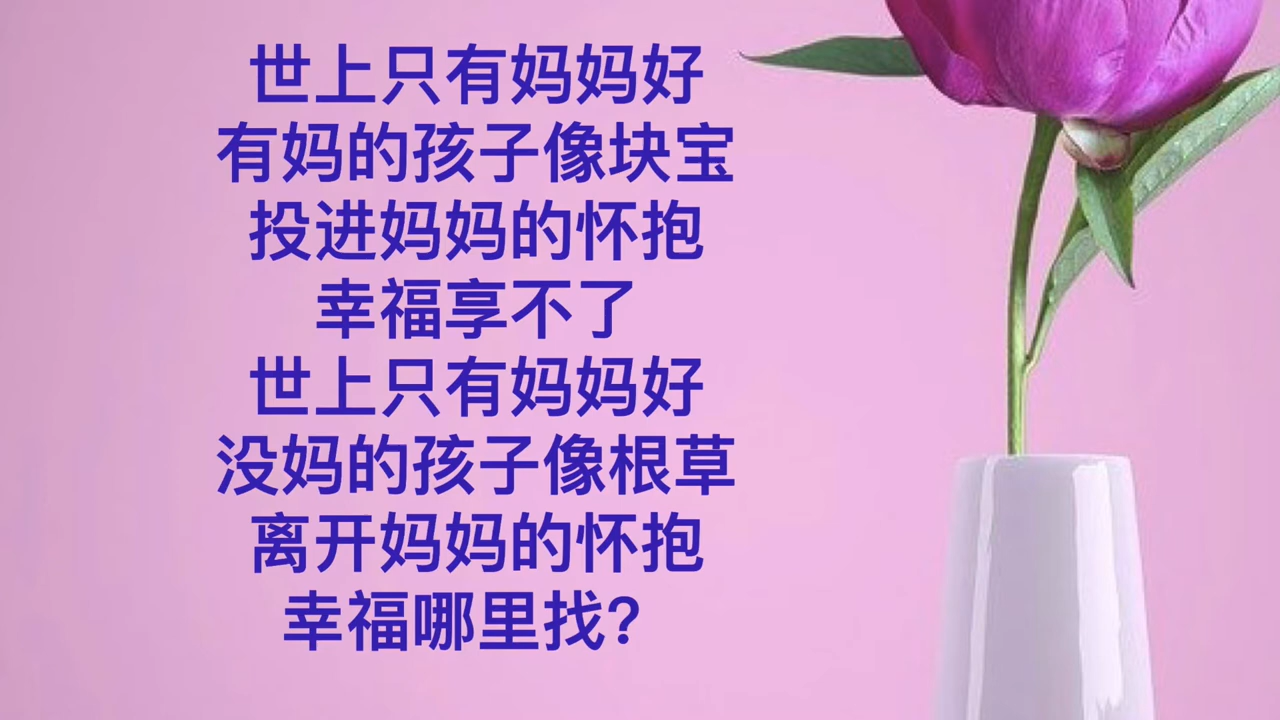 世上只有妈妈好
有妈的孩子像块宝
投进妈妈的怀抱
幸福享不了
世上只有妈妈好
没妈的孩子像根草
离开妈妈的怀抱
幸福哪里找?